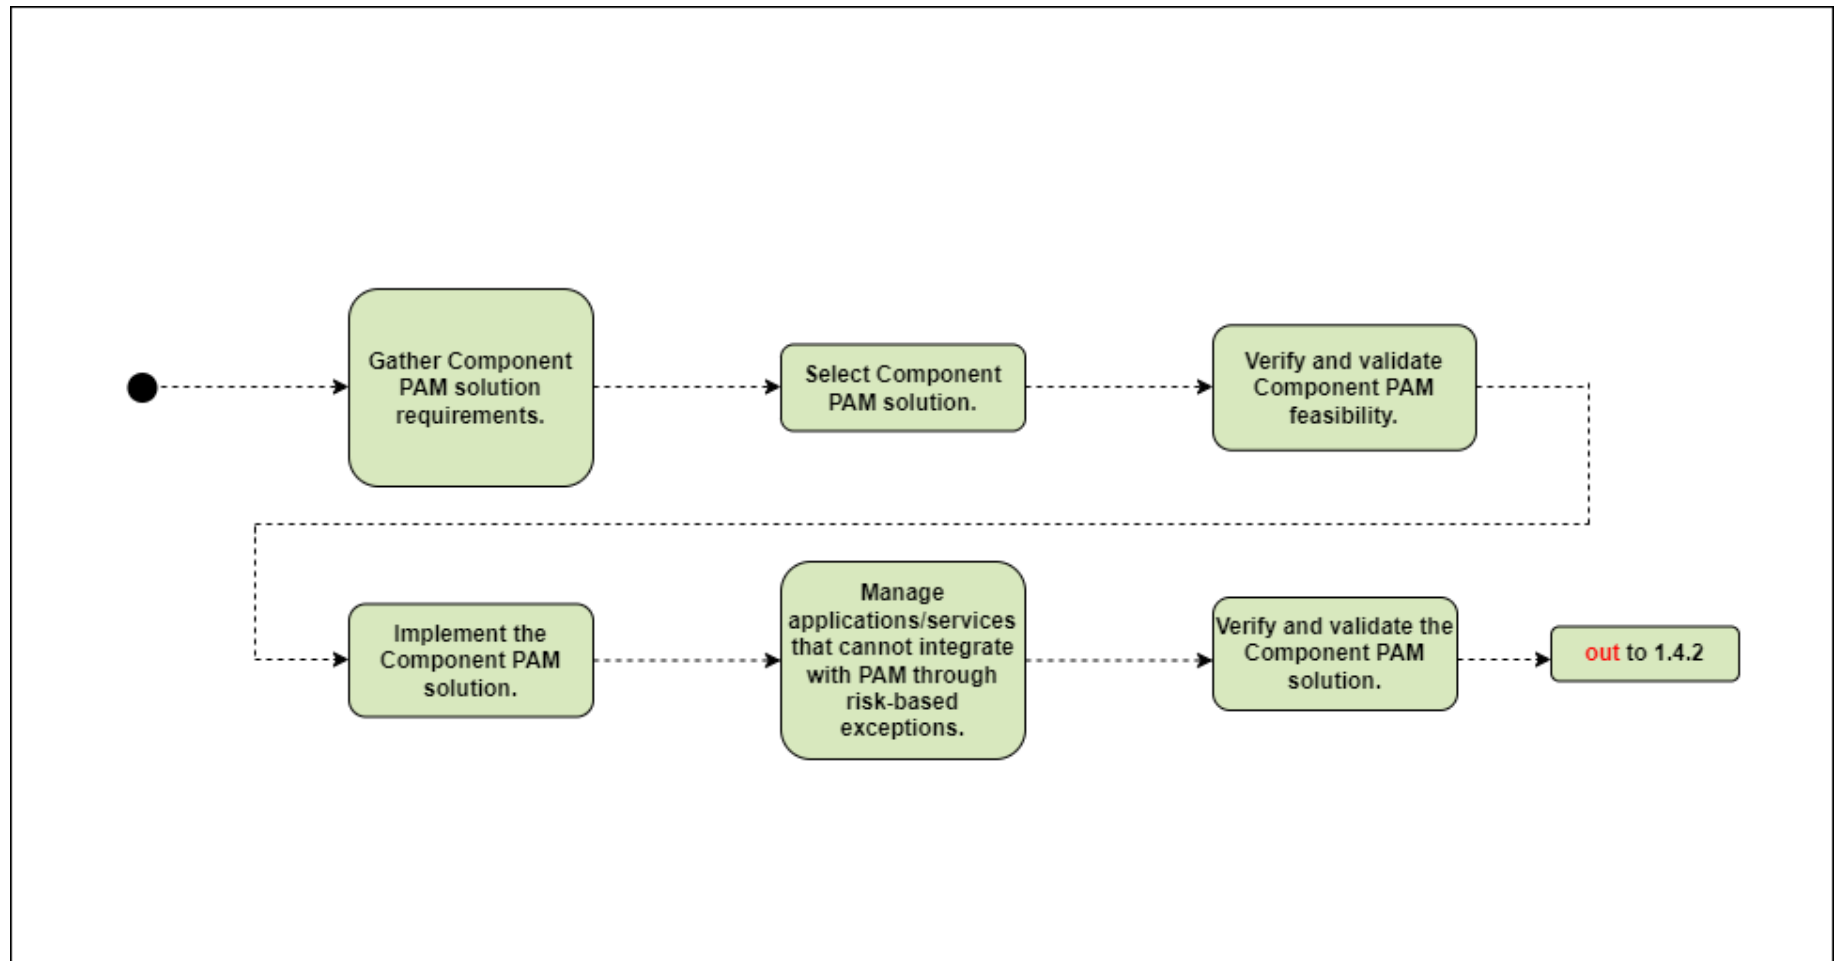 Gather Component
PAM solution
requirements.
Select Component
PAM solution.
Verify and validate
Component PAM
feasibility.
Implement the
Component PAM
solution.
Manage
applications/services
that cannot integrate
with PAM through
risk-based
exceptions.
Verify and validate the
Component PAM
solution.
out to 1.4.2